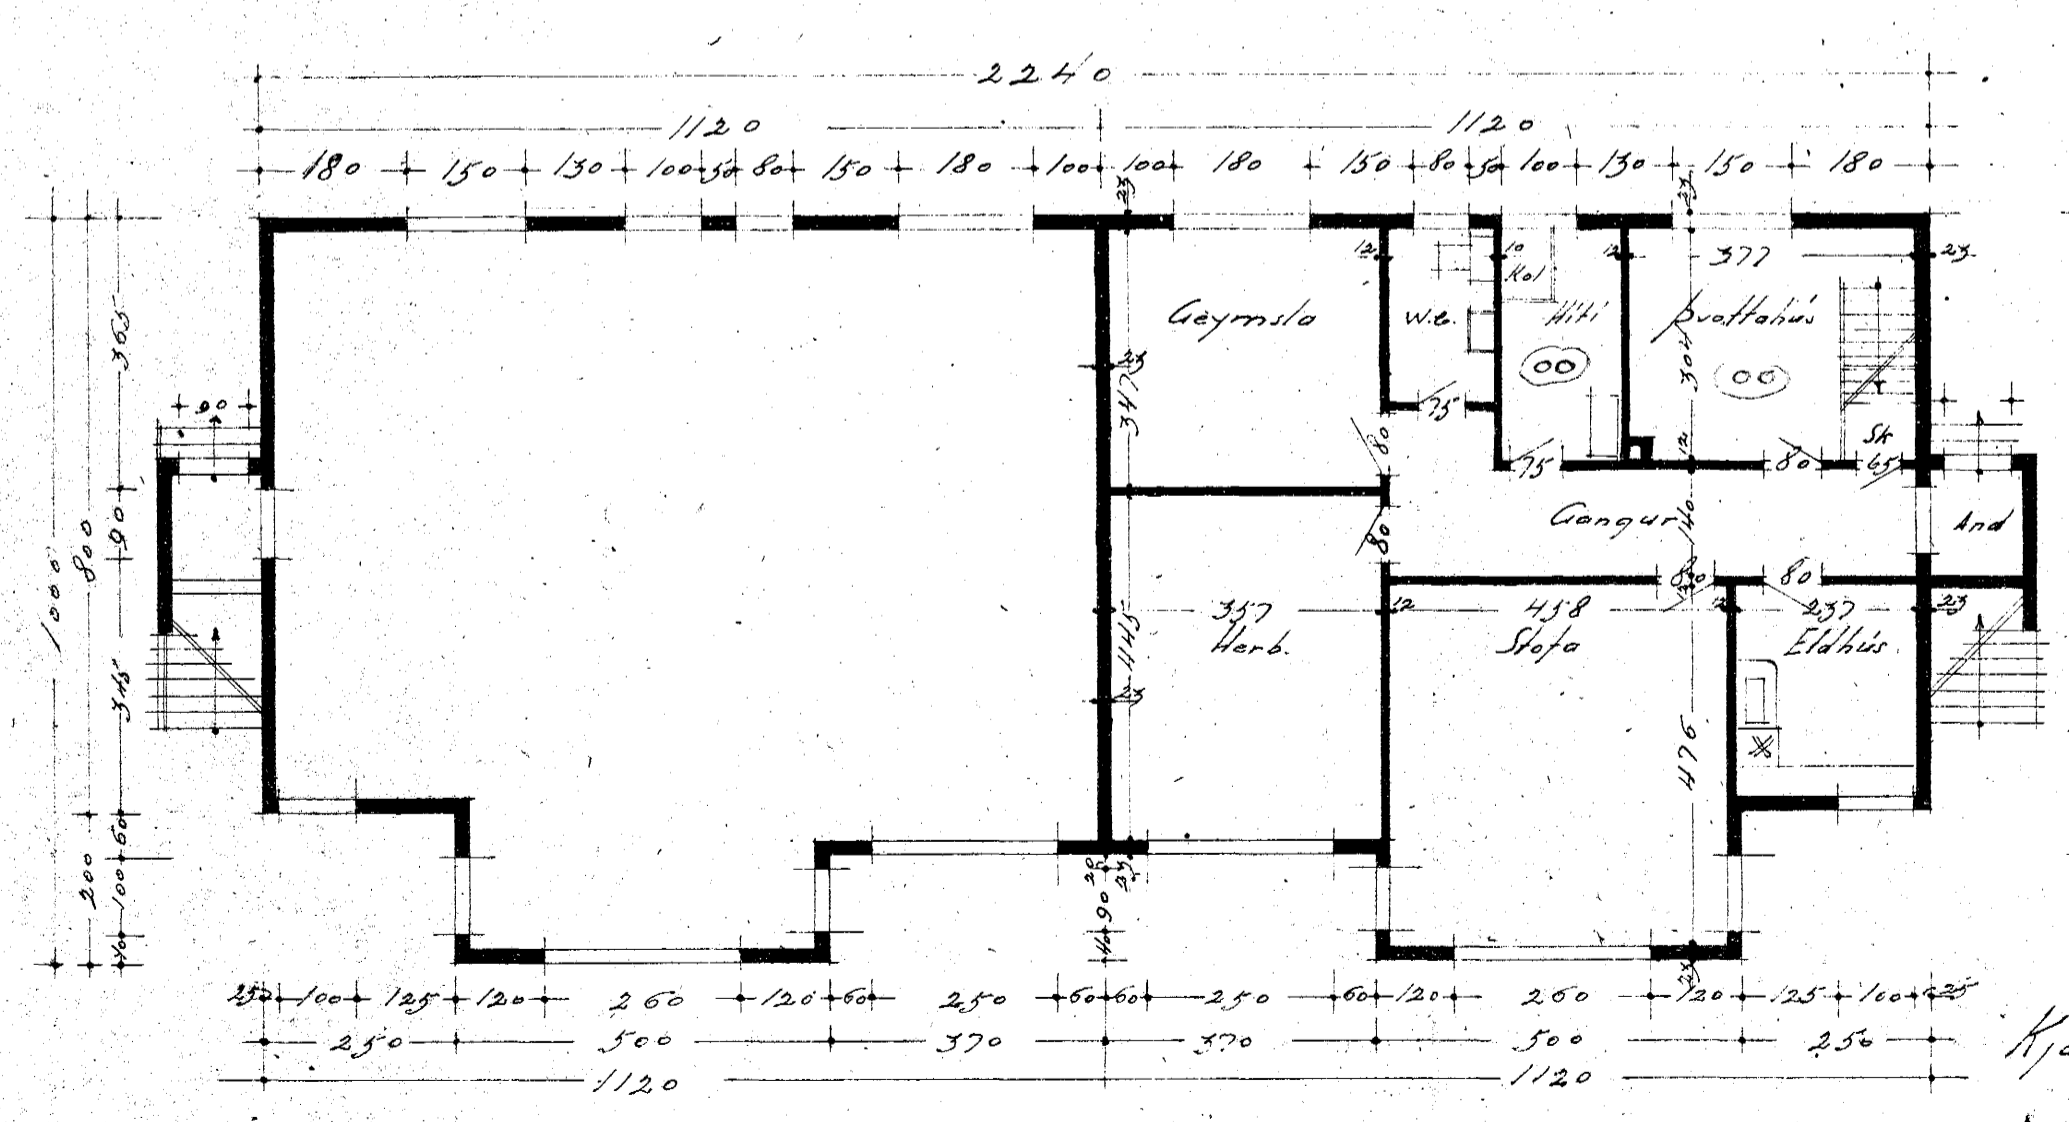 2240
1120 1120
180 150 130 100 50 80 150 180 100 100 180 150 80 50 100 130 150 180
23 23
12 10 12 377 23
Kol
Geymsla W.C. Hiti Þvottahús
365 23 347 304
90 75 80 Sk
75 12 80 65
1000 800 90 80 Gangur 140 And
80 80
357 12 458 12 237 23
Herb. Stofa Eldhús
345 445 23 476
60 200 100 40
20 23 90 40 23
25 100 125 120 260 120 60 250 60 60 250 60 120 260 120 125 100 25
250 500 370 370 500 250
1120 1120